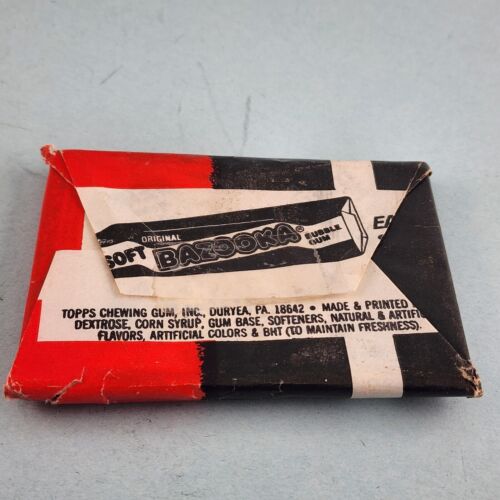 ORIGINAL
SOFT BAZOOKA® BUBBLE GUM
EA
TOPPS CHEWING GUM, INC., DURYEA, PA. 18642 • MADE & PRINTED
DEXTROSE, CORN SYRUP, GUM BASE, SOFTENERS, NATURAL & ARTIFI
FLAVORS, ARTIFICIAL COLORS & BHT (TO MAINTAIN FRESHNESS).